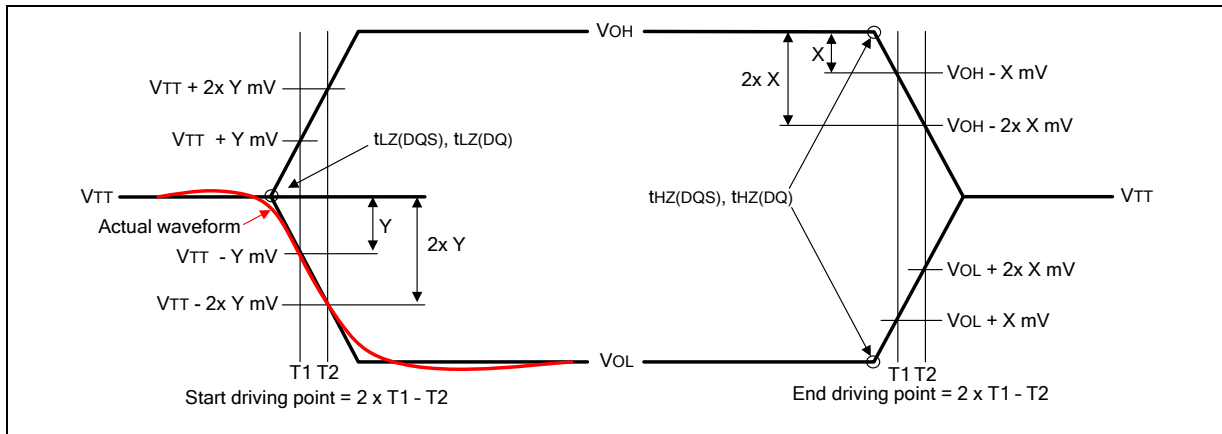 VOH
X
2x X
VOH - X mV
VTT + 2x Y mV
VOH - 2x X mV
VTT + Y mV
tLZ(DQS), tLZ(DQ)
VTT
tHZ(DQS), tHZ(DQ)
VTT
Actual waveform
Y
2x Y
VTT - Y mV
VOL + 2x X mV
VTT - 2x Y mV
VOL + X mV
VOL
T1 T2
T1 T2
Start driving point = 2 x T1 - T2
End driving point = 2 x T1 - T2